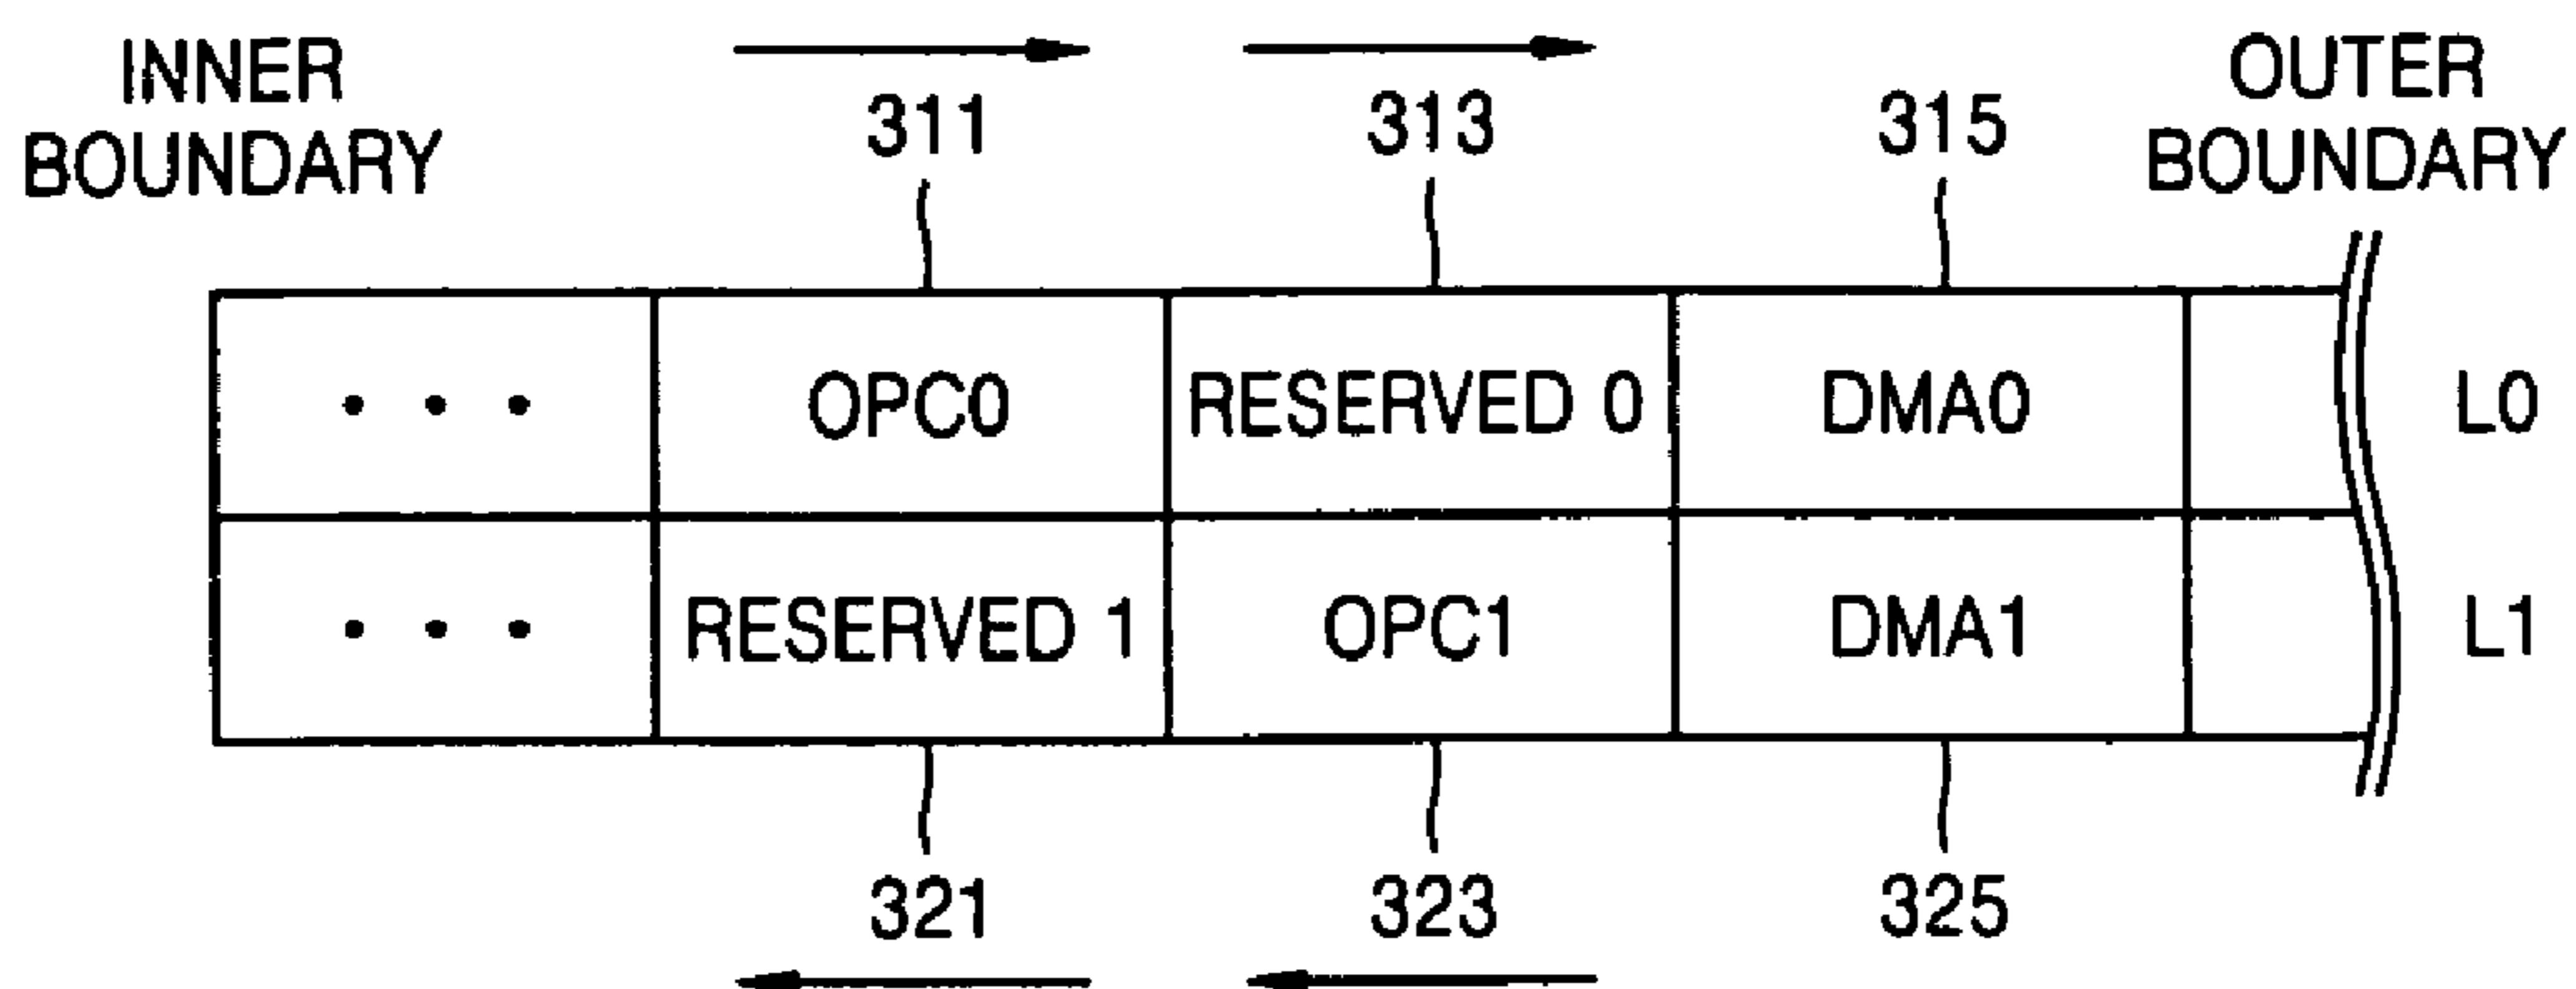 INNER
BOUNDARY
311
313
315
OUTER
BOUNDARY
. . . OPC0 RESERVED 0 DMA0 L0
. . . RESERVED 1 OPC1 DMA1 L1
321 323 325